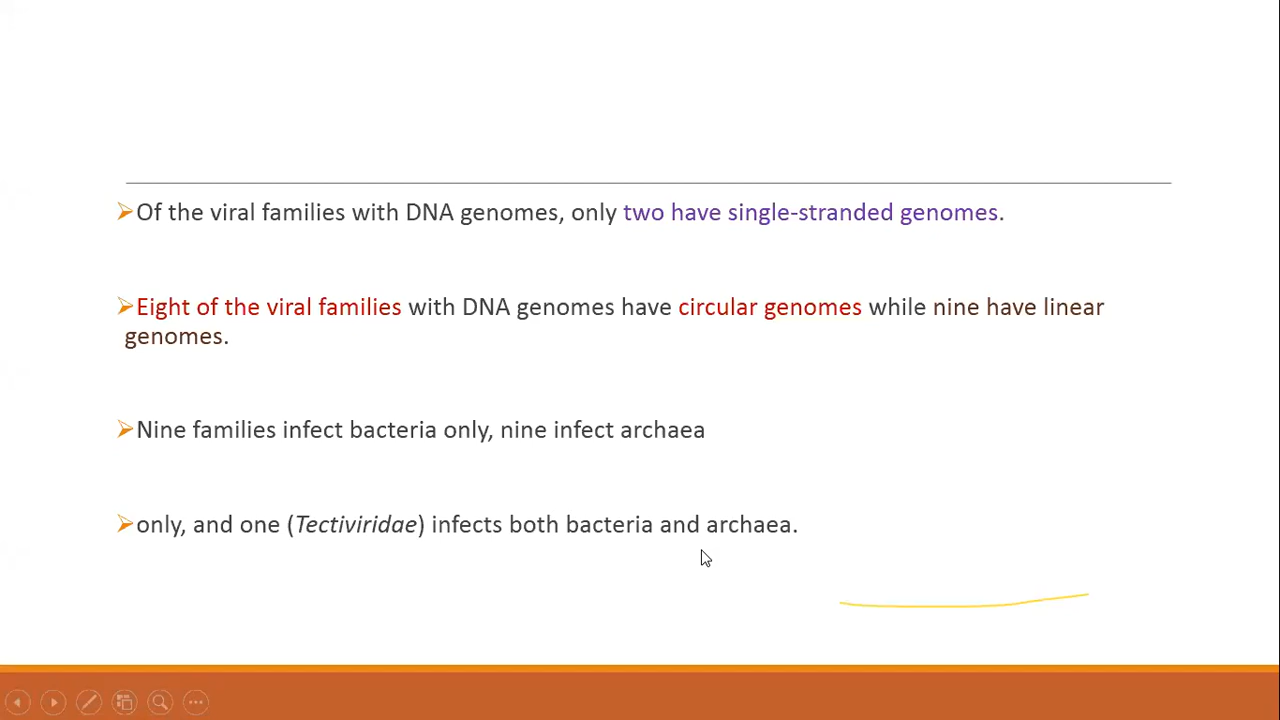 ➢Of the viral families with DNA genomes, only two have single-stranded genomes.
➢Eight of the viral families with DNA genomes have circular genomes while nine have linear
genomes.
➢Nine families infect bacteria only, nine infect archaea
➢only, and one (Tectiviridae) infects both bacteria and archaea.